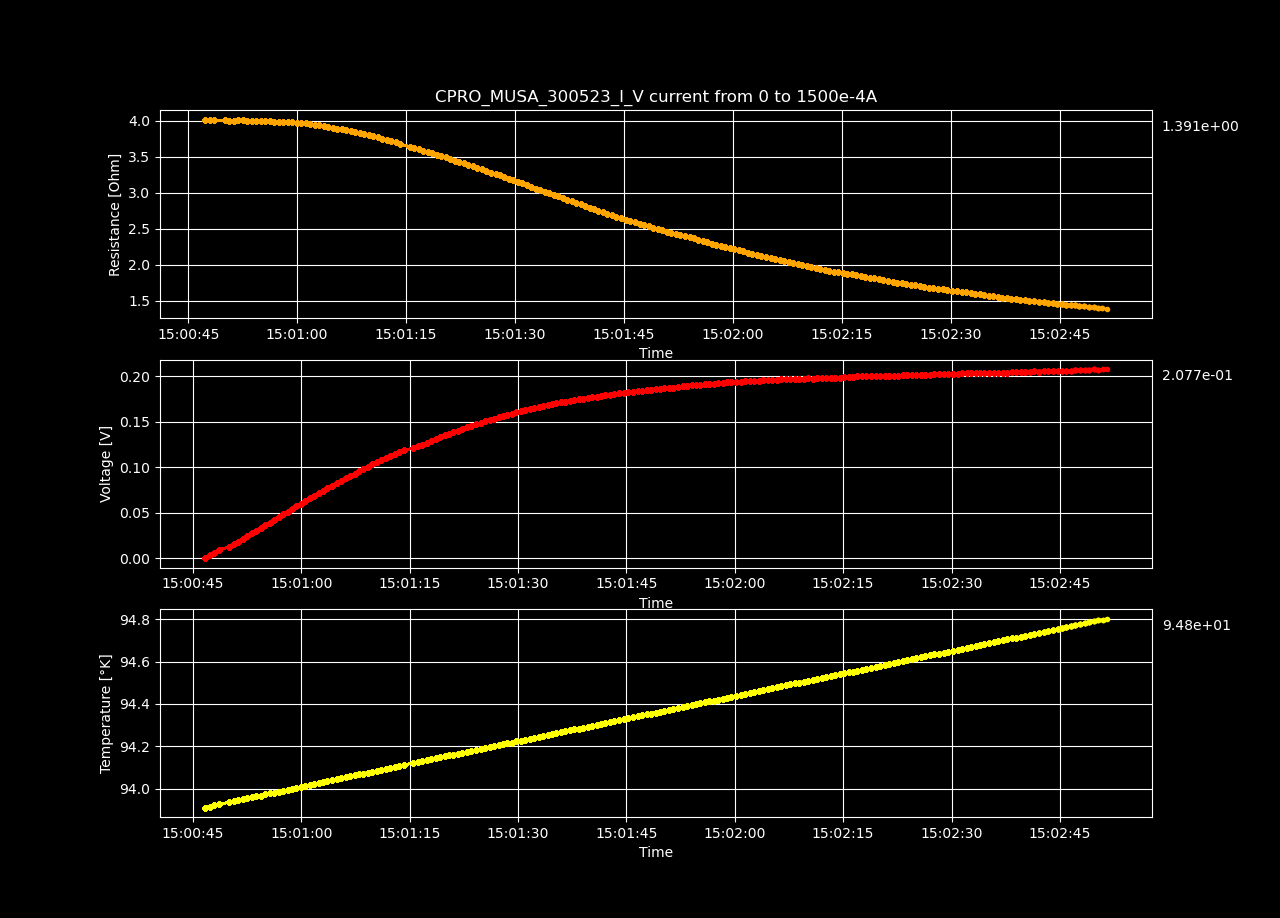 CPRO_MUSA_300523_I_V current from 0 to 1500e-4A
1.391e+00
Resistance [Ohm]
4.0
3.5
3.0
2.5
2.0
1.5
15:00:45 15:01:00 15:01:15 15:01:30 15:01:45 15:02:00 15:02:15 15:02:30 15:02:45
Time
2.077e-01
Voltage [V]
0.20
0.15
0.10
0.05
0.00
15:00:45 15:01:00 15:01:15 15:01:30 15:01:45 15:02:00 15:02:15 15:02:30 15:02:45
Time
9.48e+01
Temperature [°K]
94.8
94.6
94.4
94.2
94.0
15:00:45 15:01:00 15:01:15 15:01:30 15:01:45 15:02:00 15:02:15 15:02:30 15:02:45
Time